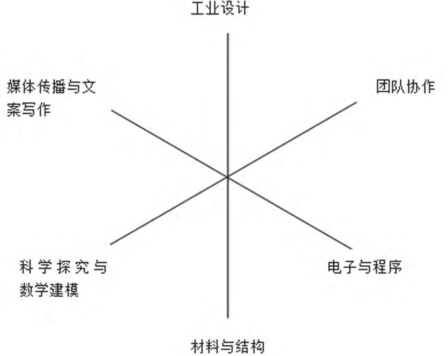 工业设计
媒体传播与文
案写作
团队协作
科学探究与
数学建模
电子与程序
材料与结构